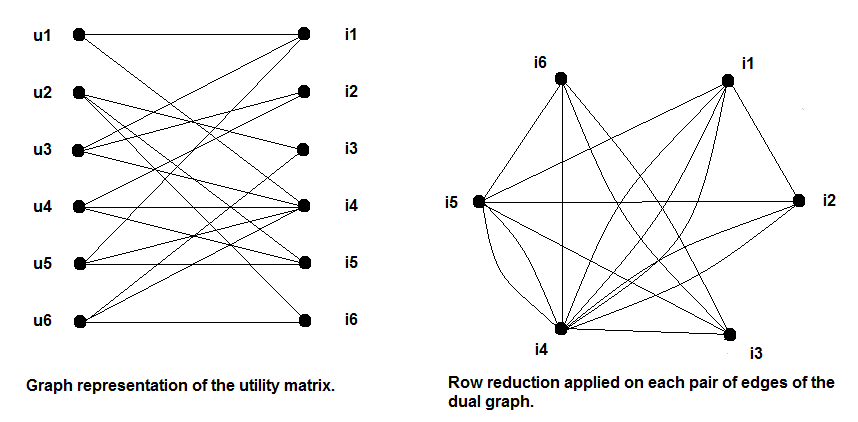 u1
i1
u2
i2
u3
i3
u4
i4
u5
i5
u6
i6
Graph representation of the utility matrix.
i6
i1
i5
i2
i4
i3
Row reduction applied on each pair of edges of the
dual graph.